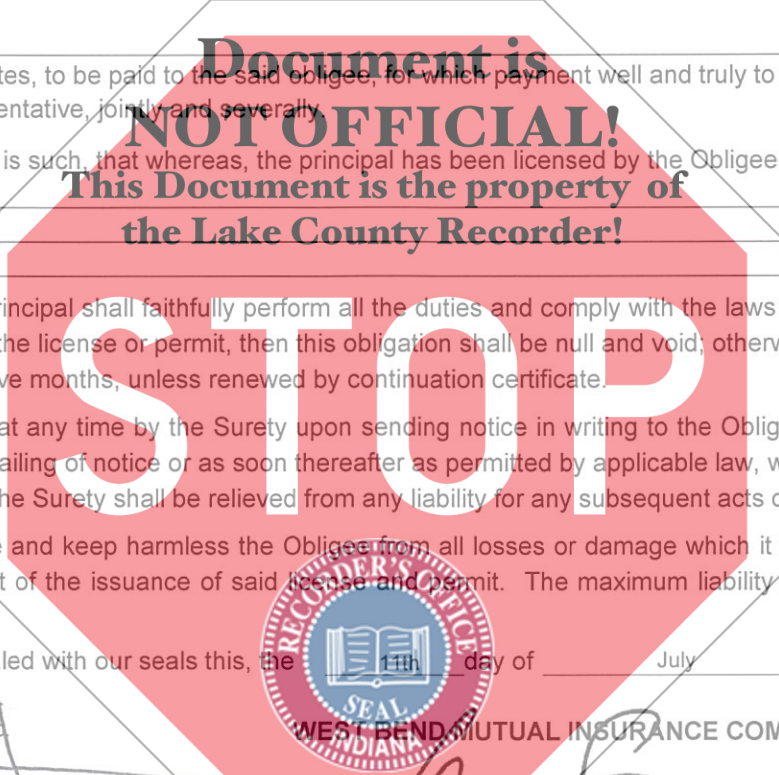 Document is
tes, to be paid to the said obligee, for which payment well and truly to
entative, jointly and severally.
NOT OFFICIAL!
is such, that whereas, the principal has been licensed by the Obligee
This Document is the property of
the Lake County Recorder!
rincipal shall faithfully perform all the duties and comply with the laws
the license or permit, then this obligation shall be null and void; otherw
ve months, unless renewed by continuation certificate.
STOP
at any time by the Surety upon sending notice in writing to the Oblig
ailing of notice or as soon thereafter as permitted by applicable law, w
he Surety shall be relieved from any liability for any subsequent acts o
e and keep harmless the Obligee from all losses or damage which it
t of the issuance of said license and permit. The maximum liability
RECORDER'S OFFICE
led with our seals this, the 11th day of July
SEAL
INDIANA
WEST BEND MUTUAL INSURANCE COM